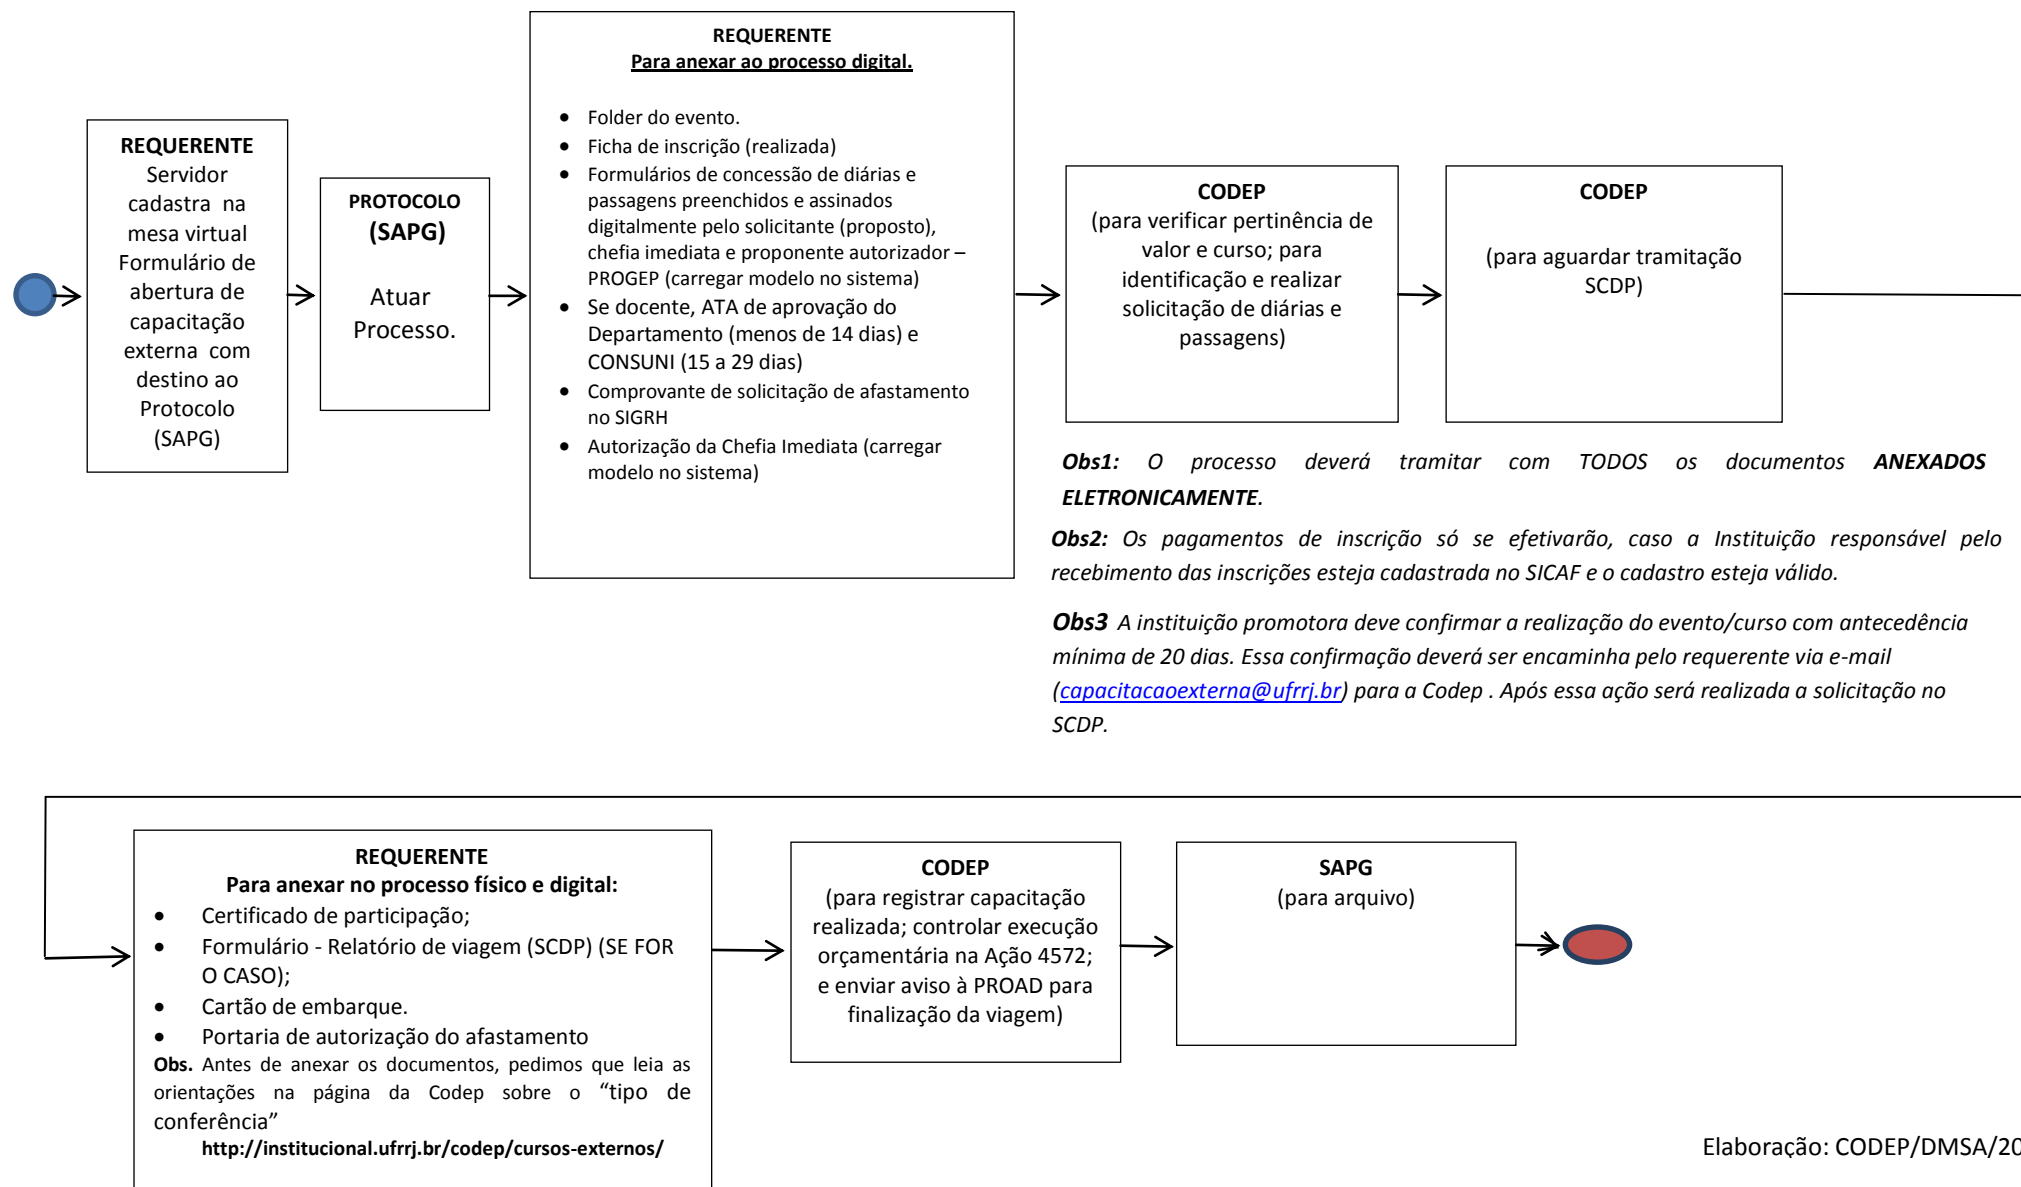 REQUERENTE
Servidor
cadastra na
mesa virtual
Formulário de
abertura de
capacitação
externa com
destino ao
Protocolo
(SAPG)
PROTOCOLO
(SAPG)
Atuar
Processo.
REQUERENTE
Para anexar ao processo digital.
• Folder do evento.
• Ficha de inscrição (realizada)
• Formulários de concessão de diárias e
passagens preenchidos e assinados
digitalmente pelo solicitante (proposto),
chefia imediata e proponente autorizador –
PROGEP (carregar modelo no sistema)
• Se docente, ATA de aprovação do
Departamento (menos de 14 dias) e
CONSUNI (15 a 29 dias)
• Comprovante de solicitação de afastamento
no SIGRH
• Autorização da Chefia Imediata (carregar
modelo no sistema)
CODEP
(para verificar pertinência de
valor e curso; para
identificação e realizar
solicitação de diárias e
passagens)
CODEP
(para aguardar tramitação
SCDP)
Obs1: O processo deverá tramitar com TODOS os documentos ANEXADOS
ELETRONICAMENTE.
Obs2: Os pagamentos de inscrição só se efetivarão, caso a Instituição responsável pelo
recebimento das inscrições esteja cadastrada no SICAF e o cadastro esteja válido.
Obs3 A instituição promotora deve confirmar a realização do evento/curso com antecedência
mínima de 20 dias. Essa confirmação deverá ser encaminha pelo requerente via e-mail
(capacitacaoexterna@ufrrj.br) para a Codep . Após essa ação será realizada a solicitação no
SCDP.
REQUERENTE
Para anexar no processo físico e digital:
• Certificado de participação;
• Formulário - Relatório de viagem (SCDP) (SE FOR
O CASO);
• Cartão de embarque.
• Portaria de autorização do afastamento
Obs. Antes de anexar os documentos, pedimos que leia as
orientações na página da Codep sobre o “tipo de
conferência”
http://institucional.ufrrj.br/codep/cursos-externos/
CODEP
(para registrar capacitação
realizada; controlar execução
orçamentária na Ação 4572;
e enviar aviso à PROAD para
finalização da viagem)
SAPG
(para arquivo)
Elaboração: CODEP/DMSA/20